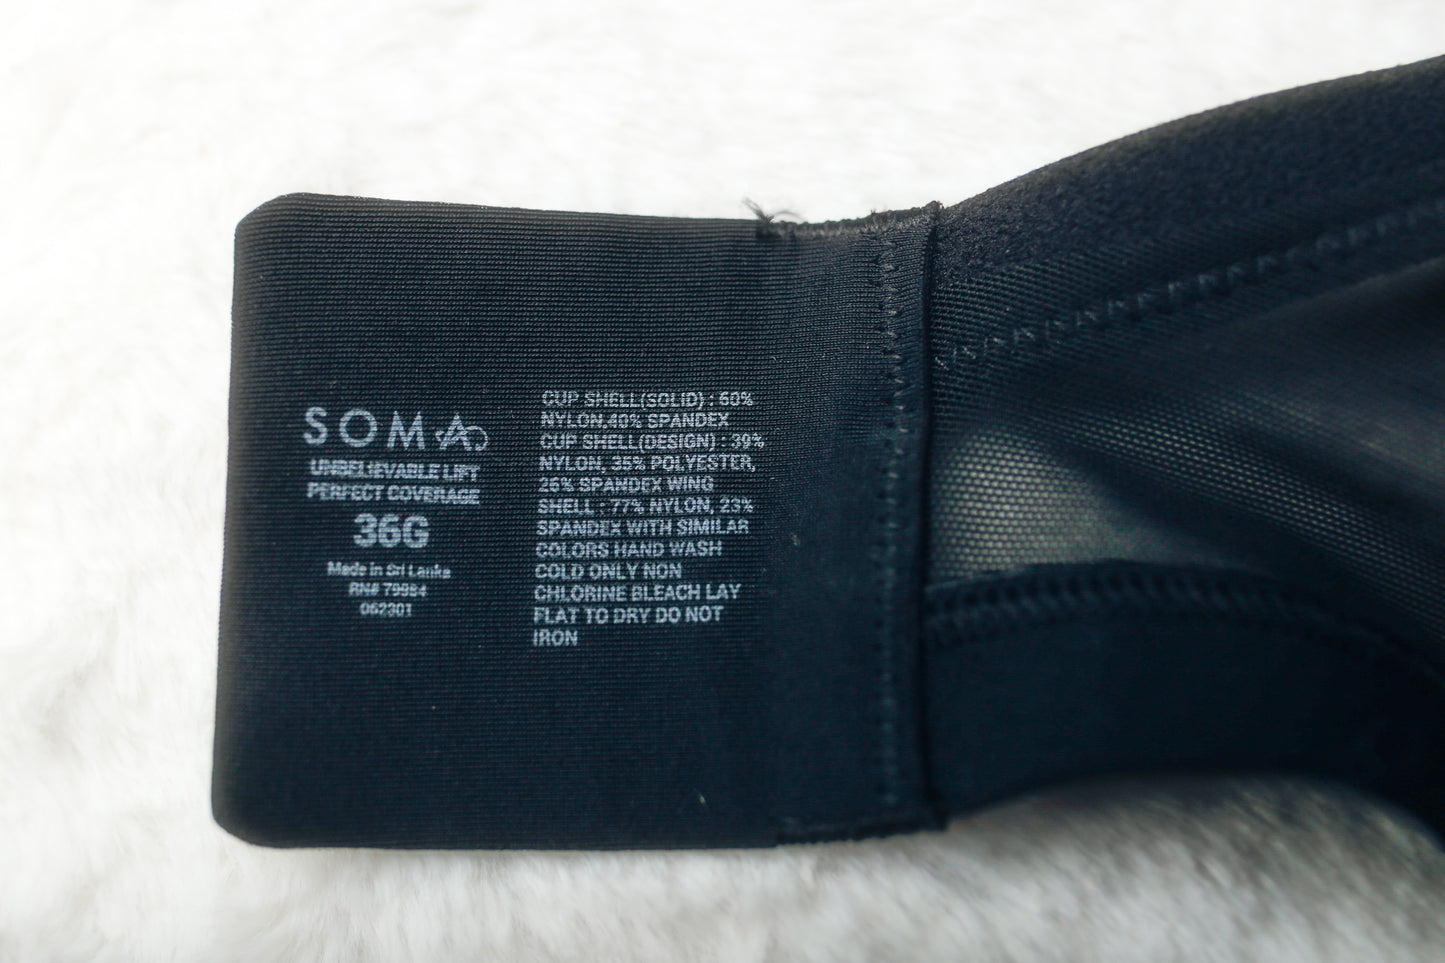 SOMA
UNBELIEVABLE LIFT
PERFECT COVERAGE
36G
Made in Sri Lanka
RN# 79984
062301
CUP SHELL(SOLID) : 60%
NYLON,40% SPANDEX
CUP SHELL(DESIGN) : 39%
NYLON, 35% POLYESTER,
26% SPANDEX WING
SHELL : 77% NYLON, 23%
SPANDEX WITH SIMILAR
COLORS HAND WASH
COLD ONLY NON
CHLORINE BLEACH LAY
FLAT TO DRY DO NOT
IRON